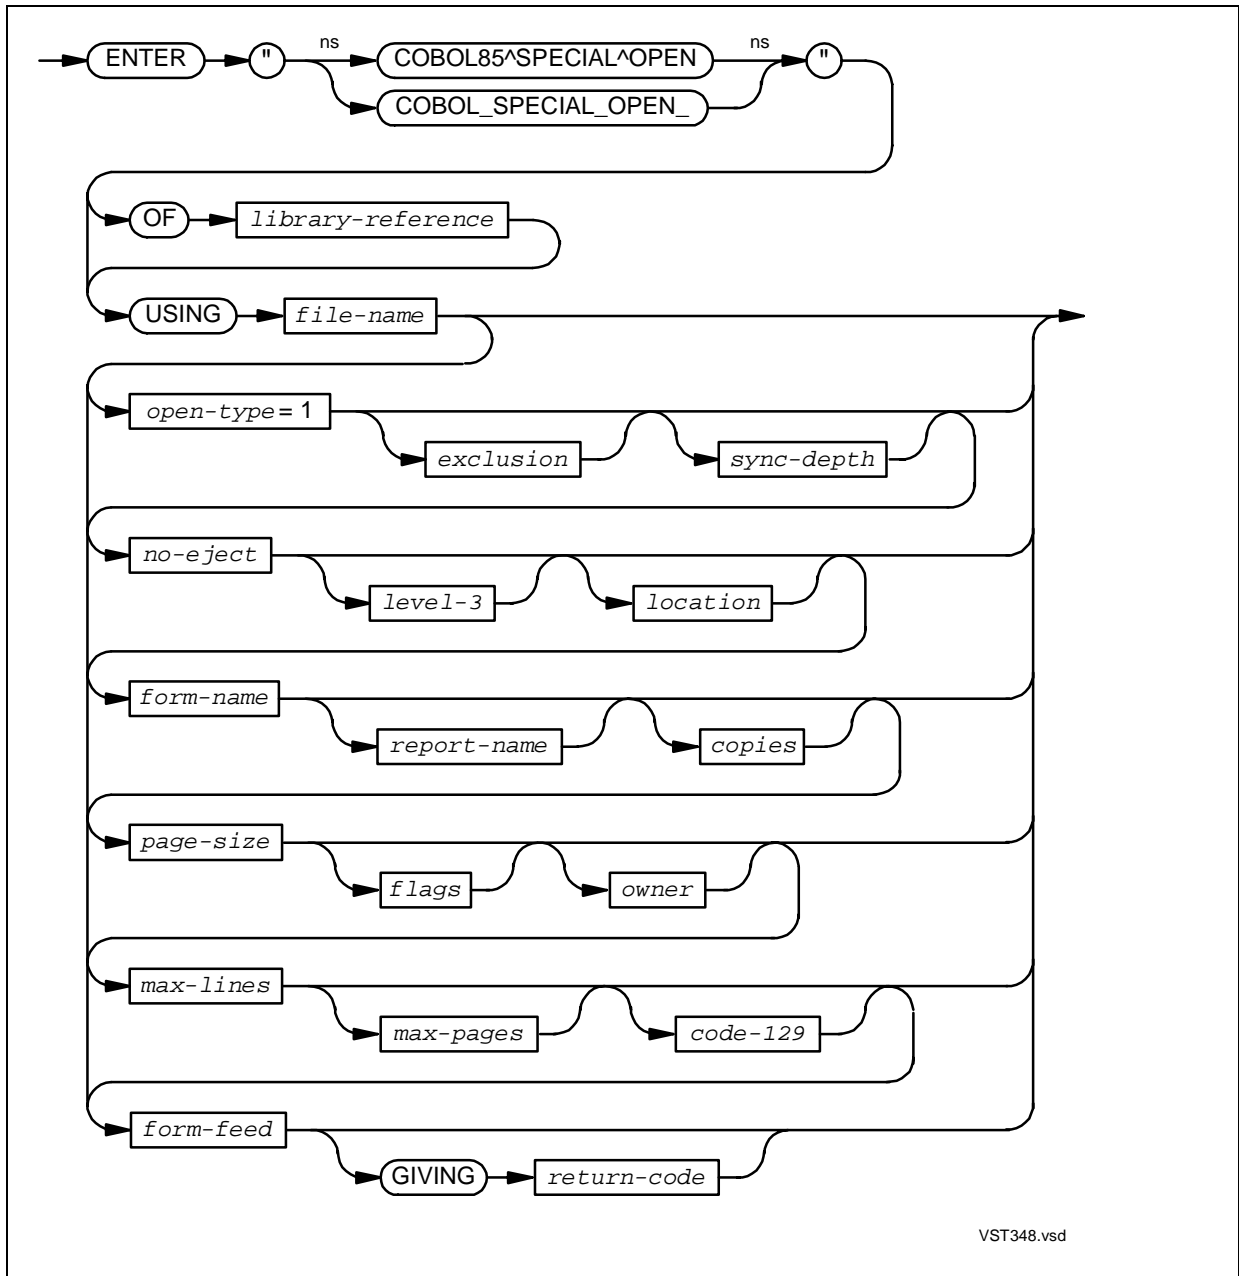 ns ns
ENTER " COBOL85^SPECIAL^OPEN "
COBOL_SPECIAL_OPEN_
OF library-reference
USING file-name
open-type = 1
exclusion sync-depth
no-eject
level-3 location
form-name
report-name copies
page-size
flags owner
max-lines
max-pages code-129
form-feed
GIVING return-code
VST348.vsd